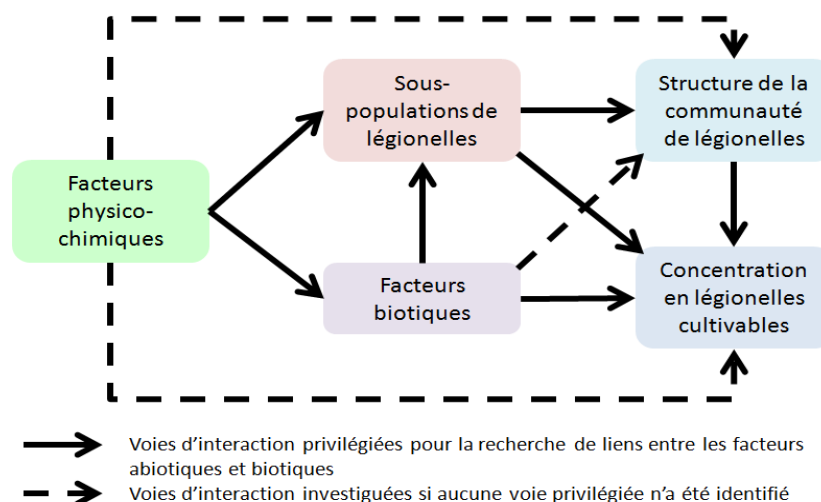 Sous-
populations de
légionelles
Structure de la
communauté
de légionelles
Facteurs
physico-
chimiques
Facteurs
biotiques
Concentration
en légionelles
cultivables
Voies d'interaction privilégiées pour la recherche de liens entre les facteurs
abiotiques et biotiques
Voies d'interaction investiguées si aucune voie privilégiée n'a été identifié